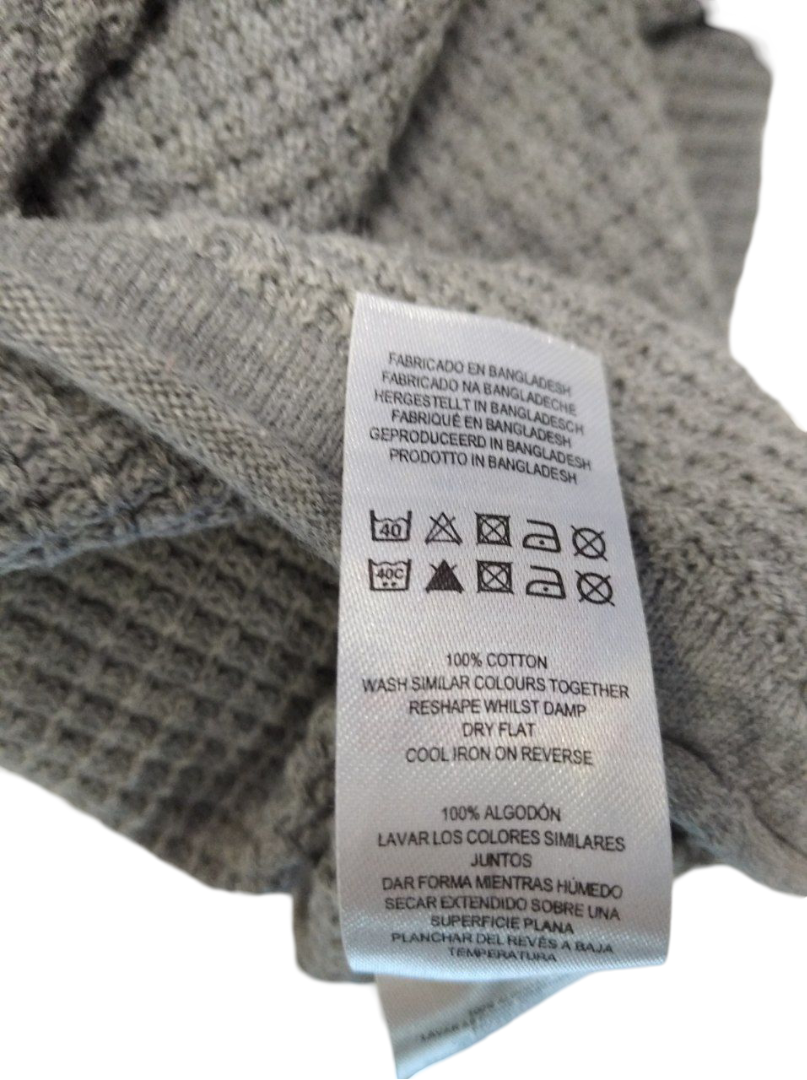 FABRICADO EN BANGLADESH
FABRICADO NA BANGLADECHE
HERGESTELLT IN BANGLADESCH
FABRIQUÉ EN BANGLADESH
GEPRODUCEERD IN BANGLADESH
PRODOTTO IN BANGLADESH
40
40C
100% COTTON
WASH SIMILAR COLOURS TOGETHER
RESHAPE WHILST DAMP
DRY FLAT
COOL IRON ON REVERSE
100% ALGODÓN
LAVAR LOS COLORES SIMILARES
JUNTOS
DAR FORMA MIENTRAS HÚMEDO
SECAR EXTENDIDO SOBRE UNA
SUPERFICIE PLANA
PLANCHAR DEL REVÉS A BAJA
TEMPERATURA